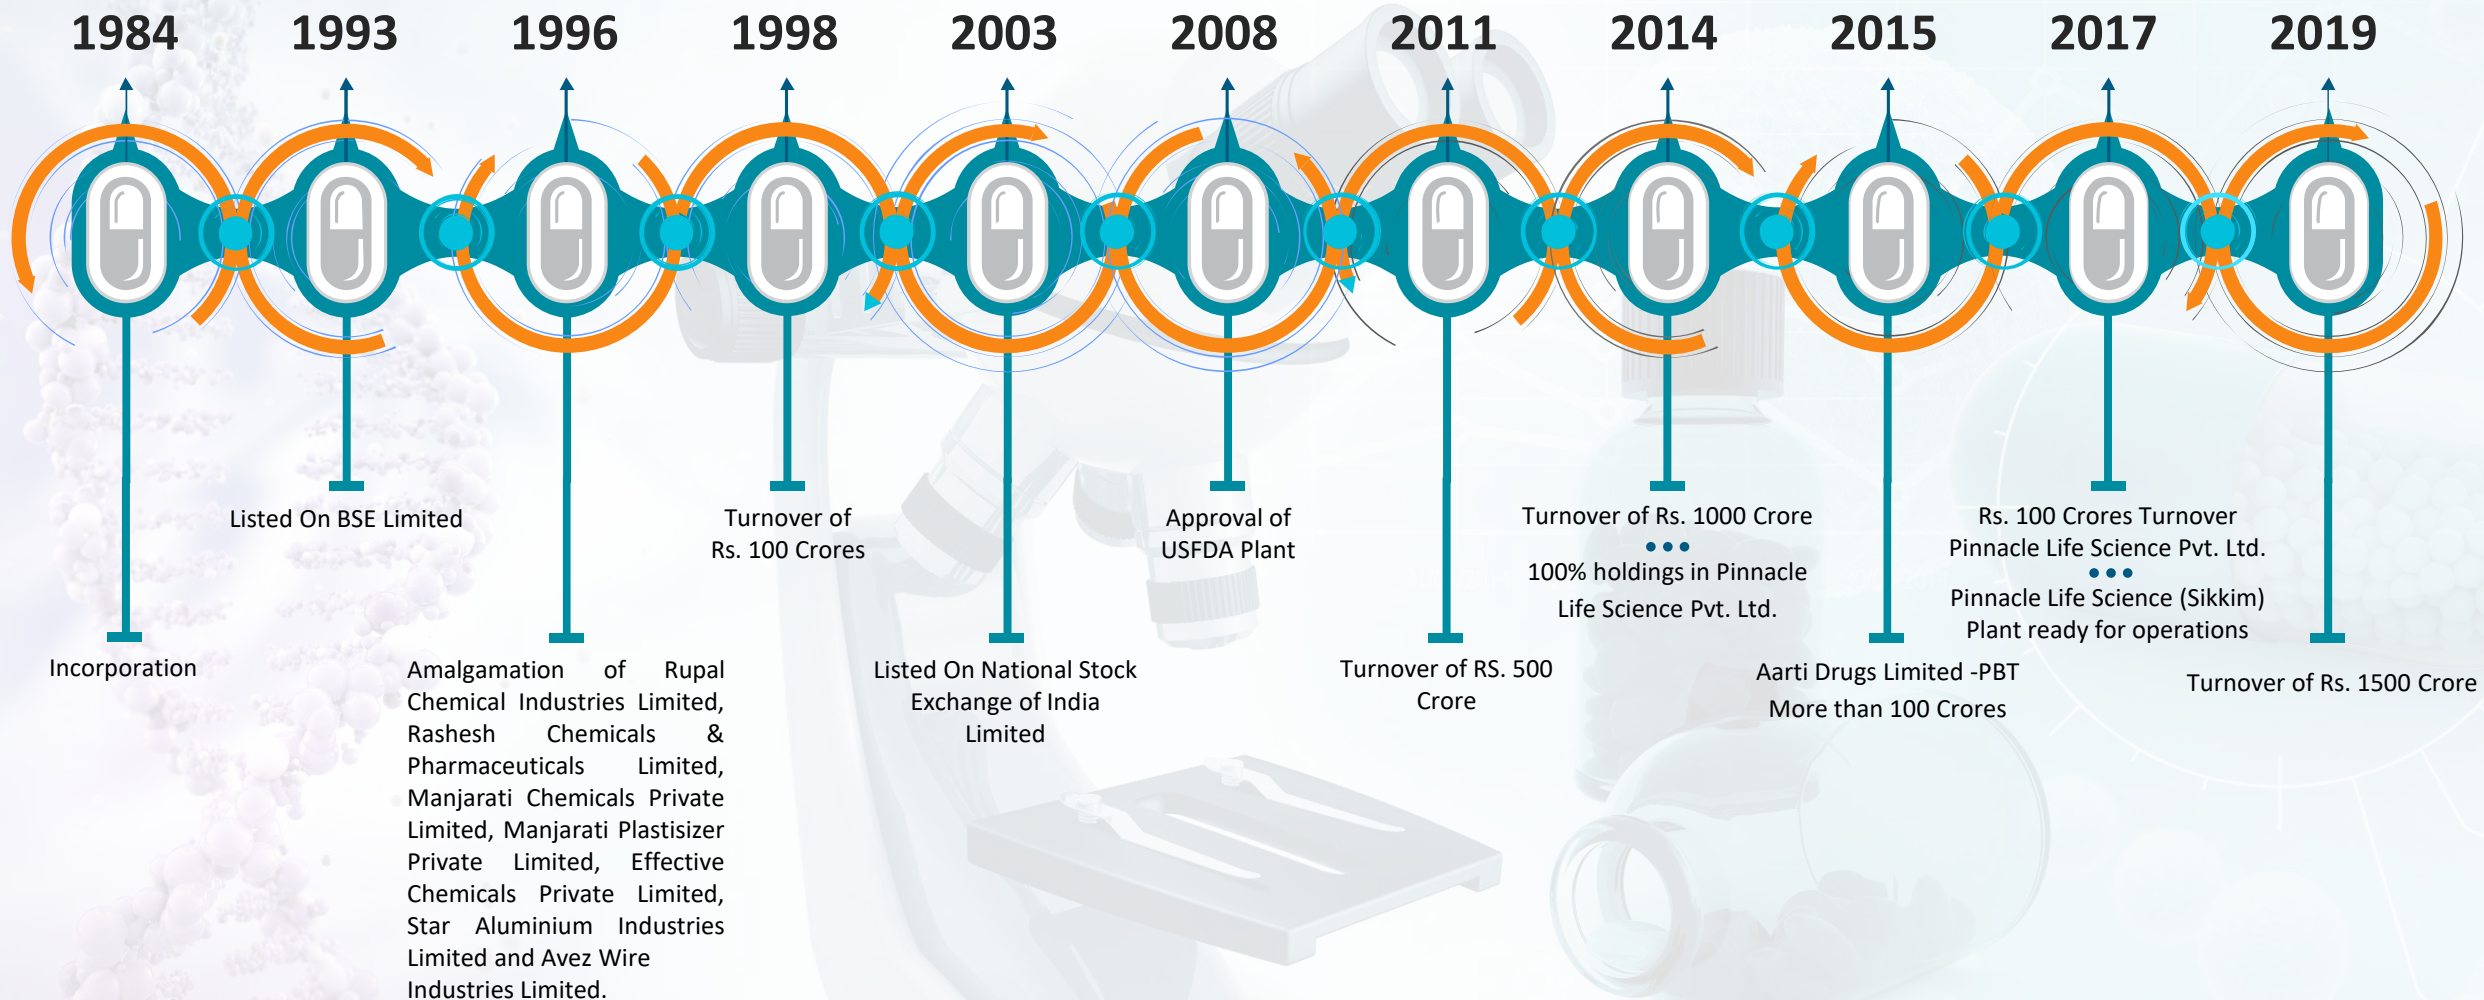 1984
Incorporation
1993
Listed On BSE Limited
1996
Amalgamation of Rupal
Chemical Industries Limited,
Rashesh Chemicals &
Pharmaceuticals Limited,
Manjarati Chemicals Private
Limited, Manjarati Plastisizer
Private Limited, Effective
Chemicals Private Limited,
Star Aluminium Industries
Limited and Avez Wire
Industries Limited.
1998
Turnover of
Rs. 100 Crores
2003
Listed On National Stock
Exchange of India
Limited
2008
Approval of
USFDA Plant
2011
Turnover of RS. 500
Crore
2014
Turnover of Rs. 1000 Crore
100% holdings in Pinnacle
Life Science Pvt. Ltd.
2015
Aarti Drugs Limited -PBT
More than 100 Crores
2017
Rs. 100 Crores Turnover
Pinnacle Life Science Pvt. Ltd.
Pinnacle Life Science (Sikkim)
Plant ready for operations
2019
Turnover of Rs. 1500 Crore